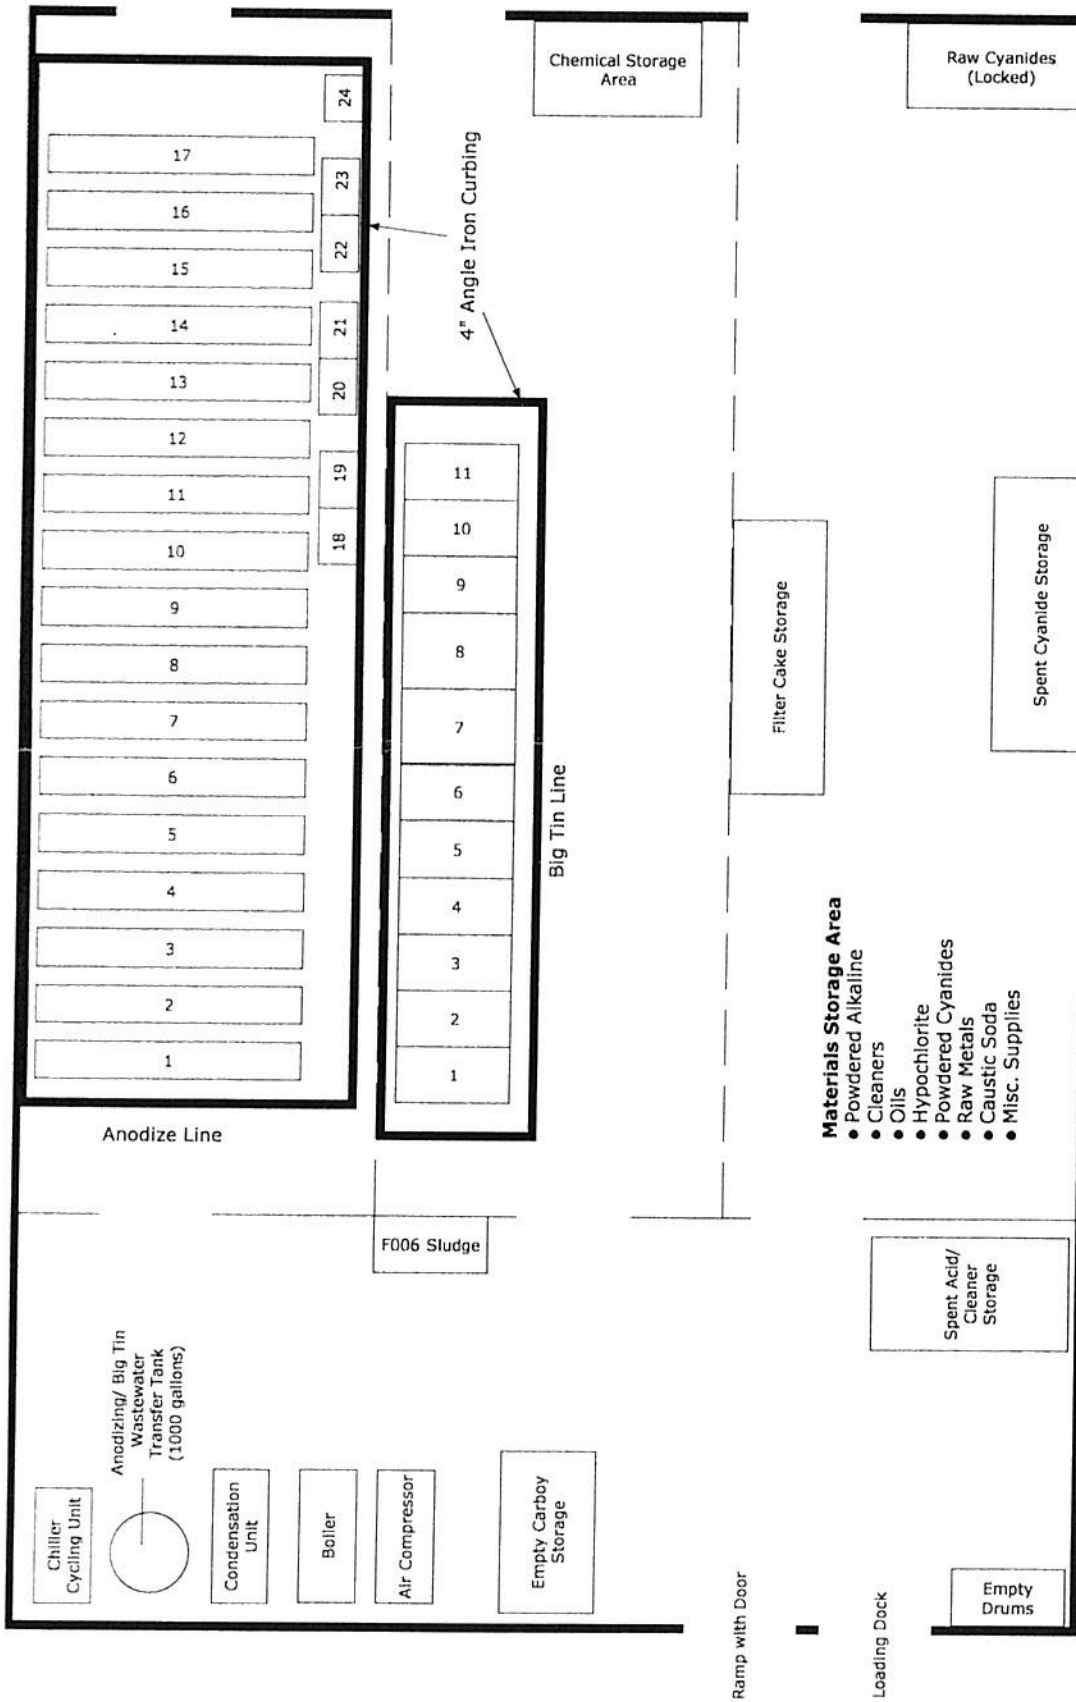 Chemical Storage
Area
Raw Cyanides
(Locked)
24
17
23
16
22
15
14
21
13
20
12
19
11
18
10
9
8
7
6
5
4
3
2
1
Anodize Line
4" Angle Iron Curbing
11
10
9
8
7
6
5
4
3
2
1
Big Tin Line
Filter Cake Storage
Spent Cyanide Storage
Materials Storage Area
• Powdered Alkaline
• Cleaners
• Oils
• Hypochlorite
• Powdered Cyanides
• Raw Metals
• Caustic Soda
• Misc. Supplies
F006 Sludge
Spent Acid/
Cleaner
Storage
Anodizing/ Big Tin
Wastewater
Transfer Tank
(1000 gallons)
Chiller
Cycling Unit
Condensation
Unit
Boiler
Air Compressor
Empty Carboy
Storage
Empty
Drums
Ramp with Door
Loading Dock